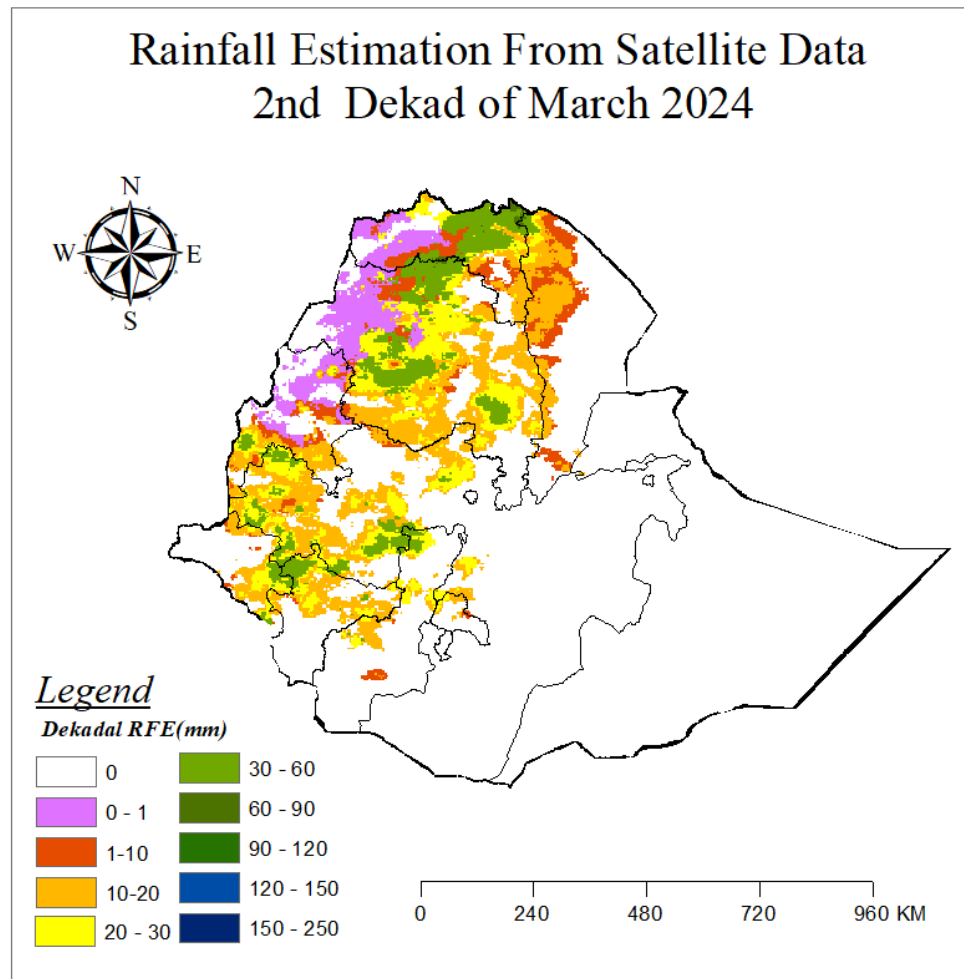 Rainfall Estimation From Satellite Data
2nd Dekad of March 2024
N
W E
S
Legend
Dekadal RFE(mm)
0
0 - 1
1-10
10-20
20 - 30
30 - 60
60 - 90
90 - 120
120 - 150
150 - 250
0 240 480 720 960 KM